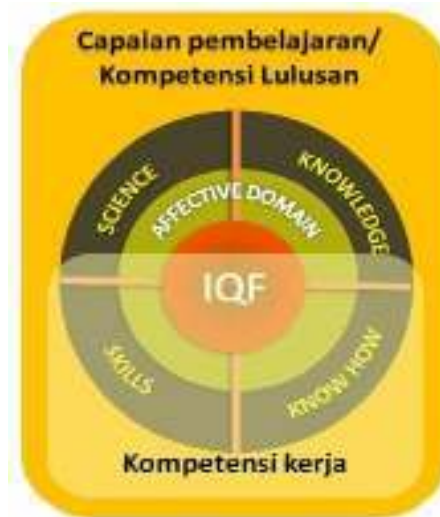 Capaian pembelajaran/
Kompetensi Lulusan
SCIENCE
KNOWLEDGE
AFFECTIVE DOMAIN
IQF
SKILLS
KNOW HOW
Kompetensi kerja